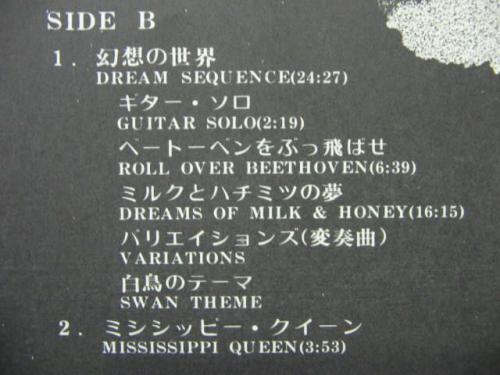 SIDE B
1. 幻想の世界
DREAM SEQUENCE(24:27)
ギター・ソロ
GUITAR SOLO(2:19)
ベートーベンをぶっ飛ばせ
ROLL OVER BEETHOVEN(6:39)
ミルクとハチミツの夢
DREAMS OF MILK & HONEY(16:15)
バリエイションズ(変奏曲)
VARIATIONS
白鳥のテーマ
SWAN THEME
2. ミシシッピー・クイーン
MISSISSIPPI QUEEN(3:53)